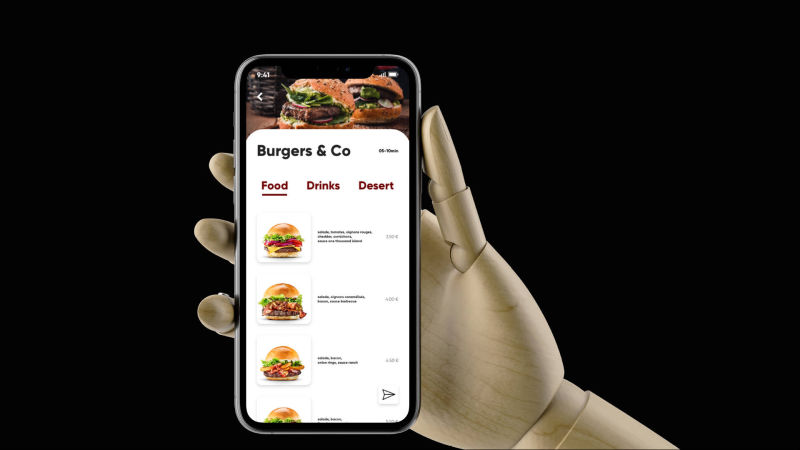 9:41
Burgers & Co
05-10min
Food Drinks Desert
salade, tomates, oignons rouges,
cheddar, cornichons,
sauce one thousand island
3.50 €
salade, oignons caramélisés,
bacon, sauce barbecue
4.00 €
salade, bacon,
onion rings, sauce ranch
4.50 €
salade, bacon,